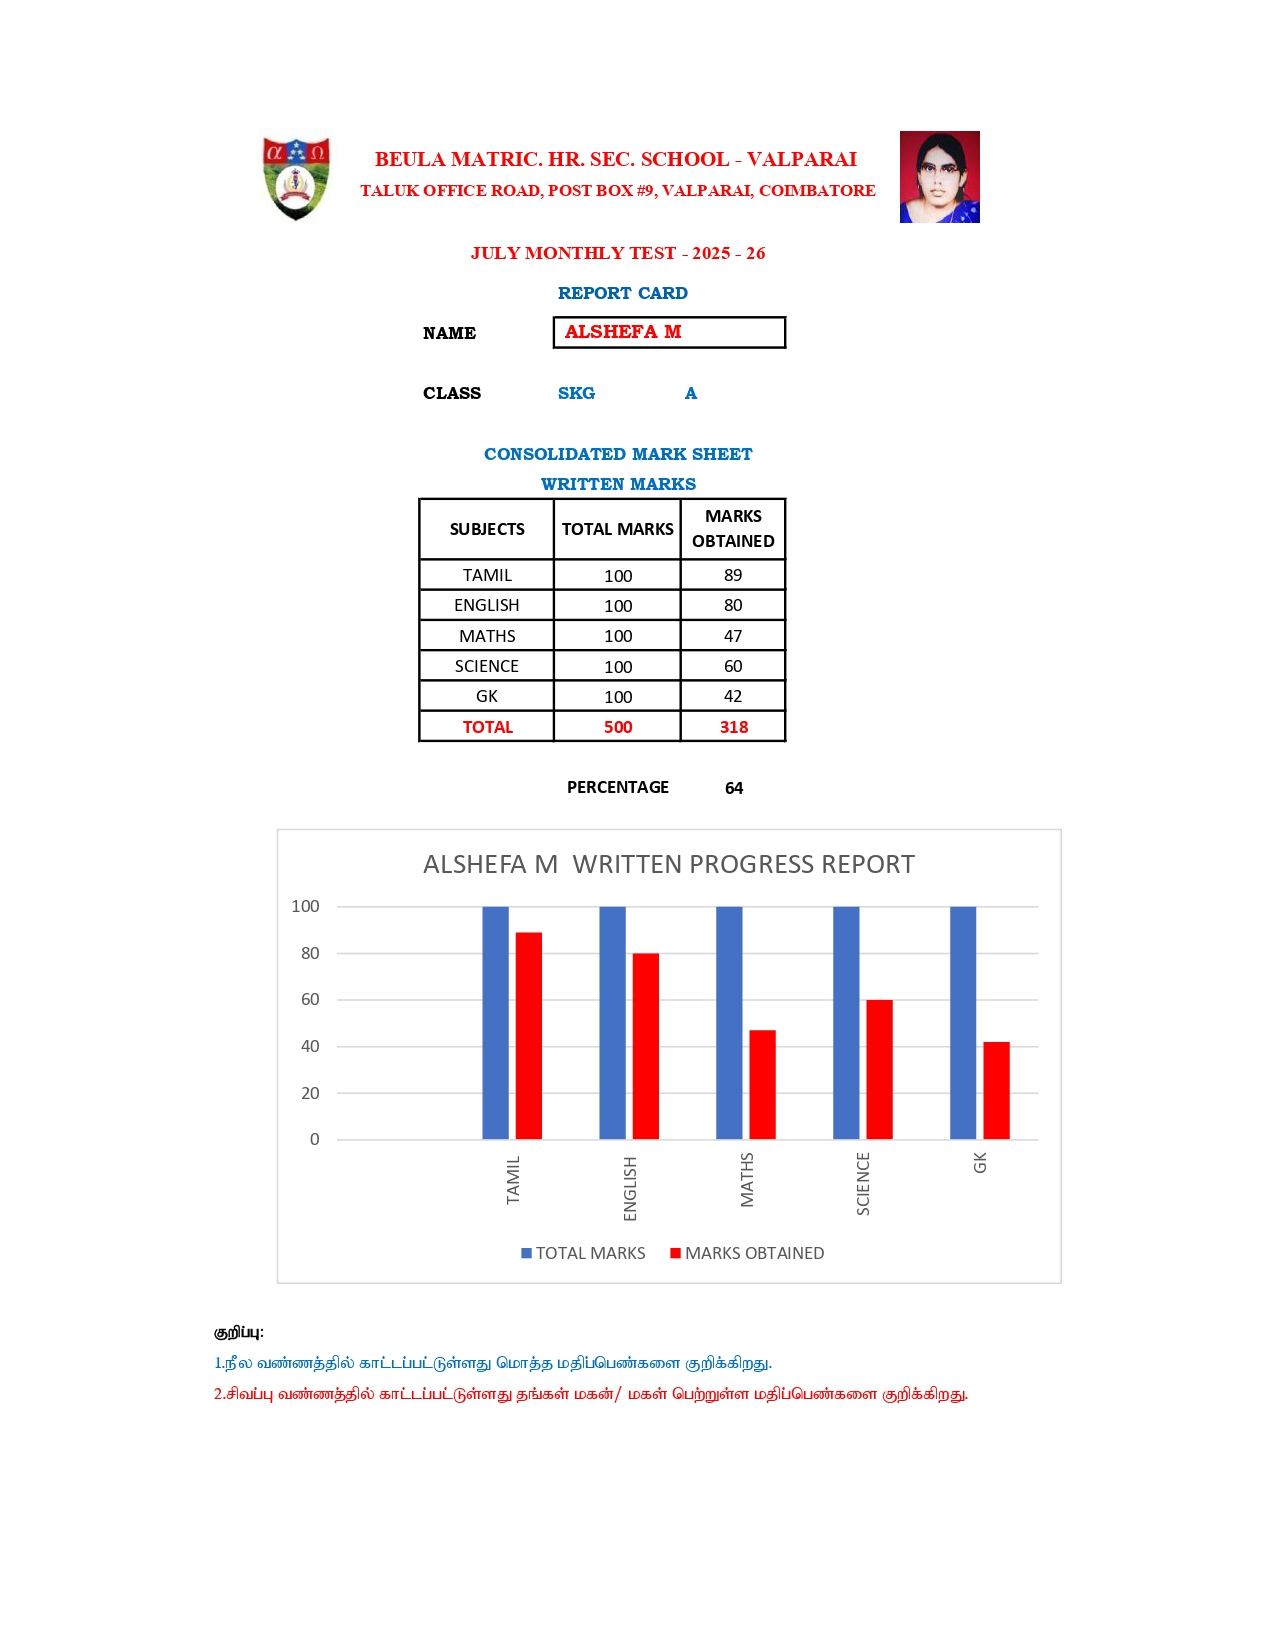 α Ω
BEULA MATRIC. HR. SEC. SCHOOL - VALPARAI
TALUK OFFICE ROAD, POST BOX #9, VALPARAI, COIMBATORE
JULY MONTHLY TEST - 2025 - 26
REPORT CARD
NAME ALSHEFA M
CLASS SKG A
CONSOLIDATED MARK SHEET
WRITTEN MARKS
SUBJECTS TOTAL MARKS MARKS OBTAINED
TAMIL 100 89
ENGLISH 100 80
MATHS 100 47
SCIENCE 100 60
GK 100 42
TOTAL 500 318
PERCENTAGE 64
ALSHEFA M WRITTEN PROGRESS REPORT
100
80
60
40
20
0
TAMIL ENGLISH MATHS SCIENCE GK
TOTAL MARKS MARKS OBTAINED
குறிப்பு:
1.நீல வண்ணத்தில் காட்டப்பட்டுள்ளது மொத்த மதிப்பெண்களை குறிக்கிறது.
2.சிவப்பு வண்ணத்தில் காட்டப்பட்டுள்ளது தங்கள் மகன்/ மகள் பெற்றுள்ள மதிப்பெண்களை குறிக்கிறது.